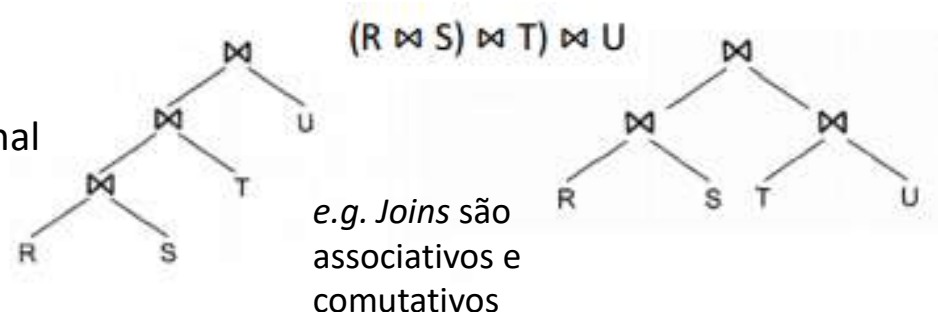 (R ⋈ S) ⋈ T) ⋈ U
⋈
U
⋈
T
⋈
R
S
nal
e.g. Joins são
associativos e
comutativos
⋈
⋈
⋈
R
S
T
U